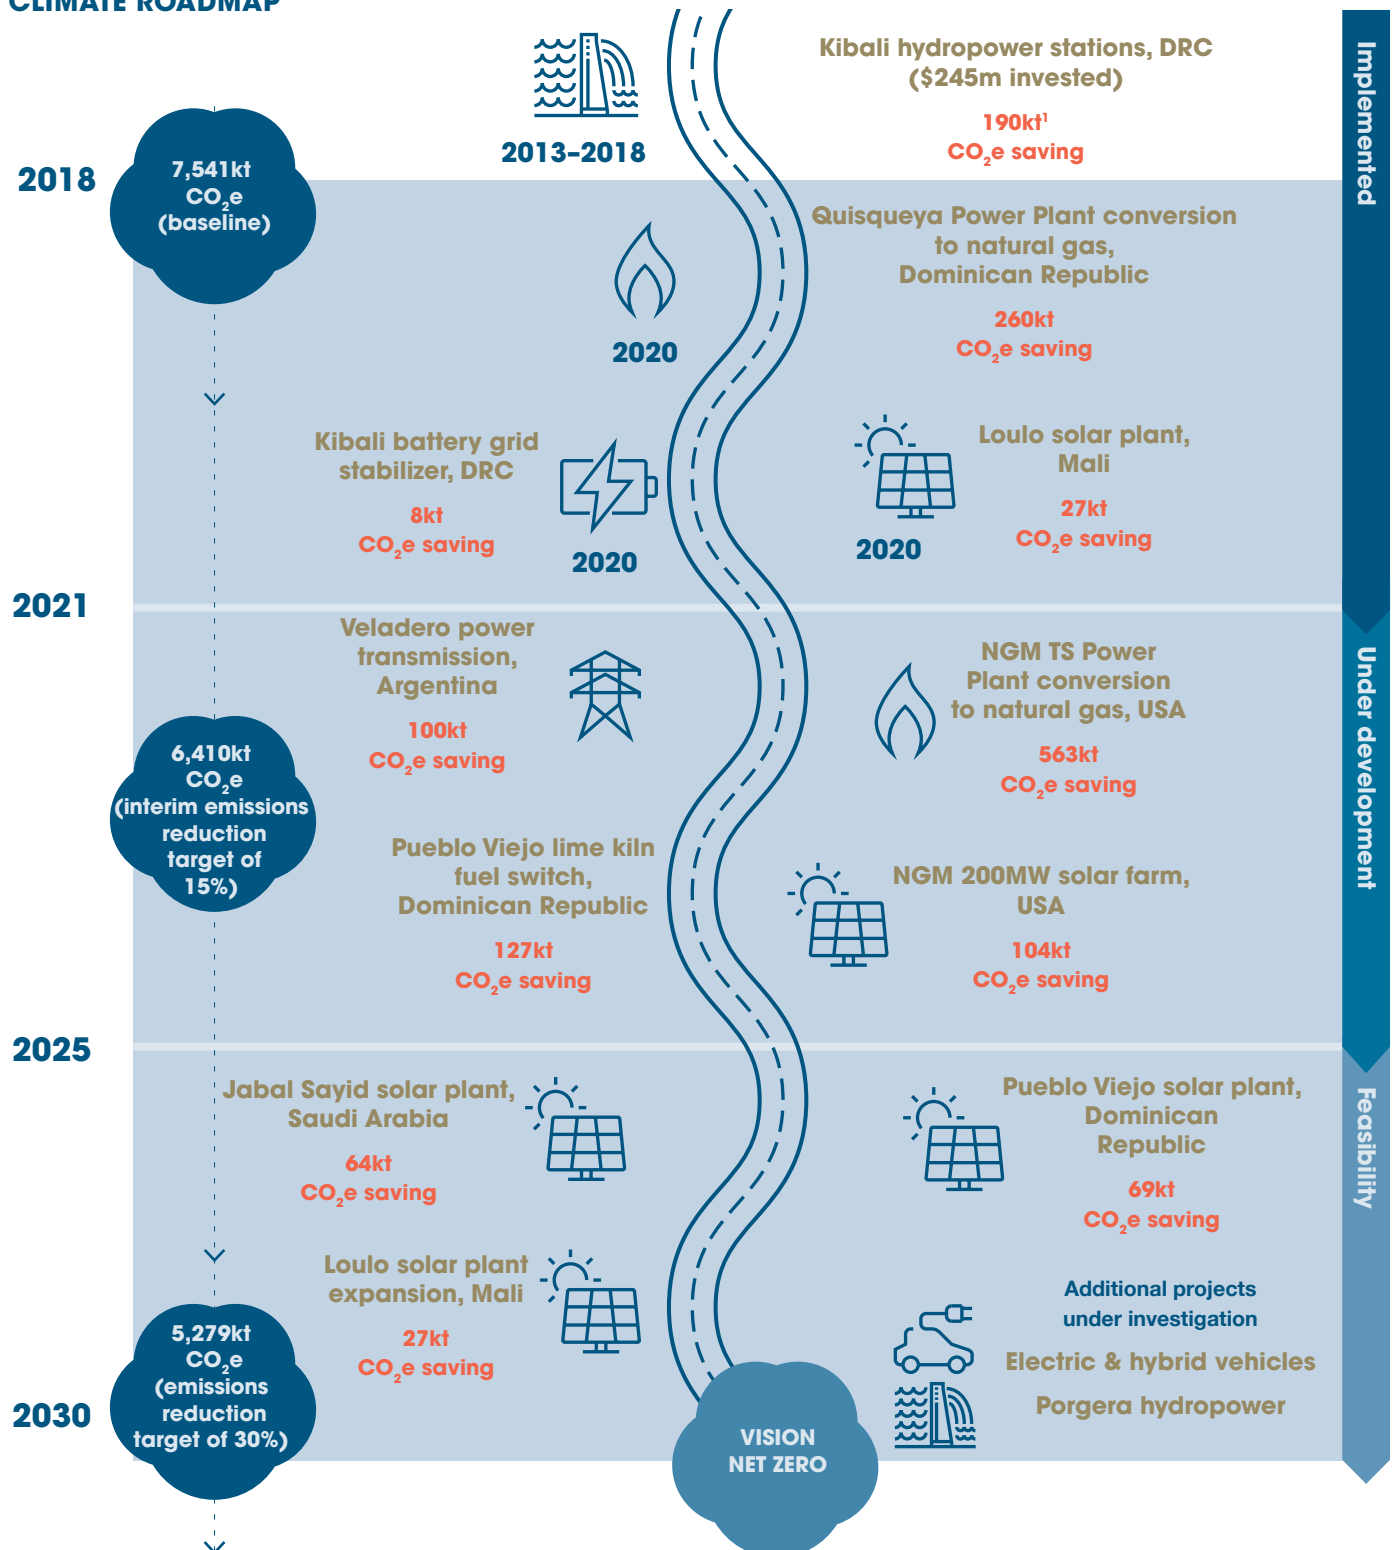 CLIMATE ROADMAP
Kibali hydropower stations, DRC
($245m invested)
190kt¹
CO₂e saving
2013–2018
Implemented
2018
7,541kt
CO₂e
(baseline)
Quisqueya Power Plant conversion
to natural gas,
Dominican Republic
260kt
CO₂e saving
2020
Kibali battery grid
stabilizer, DRC
8kt
CO₂e saving
2020
Loulo solar plant,
Mali
27kt
CO₂e saving
2020
2021
Veladero power
transmission,
Argentina
100kt
CO₂e saving
NGM TS Power
Plant conversion
to natural gas, USA
563kt
CO₂e saving
Under development
6,410kt
CO₂e
(interim emissions
reduction
target of
15%)
Pueblo Viejo lime kiln
fuel switch,
Dominican Republic
127kt
CO₂e saving
NGM 200MW solar farm,
USA
104kt
CO₂e saving
2025
Jabal Sayid solar plant,
Saudi Arabia
64kt
CO₂e saving
Pueblo Viejo solar plant,
Dominican
Republic
69kt
CO₂e saving
Feasibility
Loulo solar plant
expansion, Mali
27kt
CO₂e saving
Additional projects
under investigation
Electric & hybrid vehicles
Porgera hydropower
5,279kt
CO₂e
(emissions
reduction
target of 30%)
2030
VISION
NET ZERO